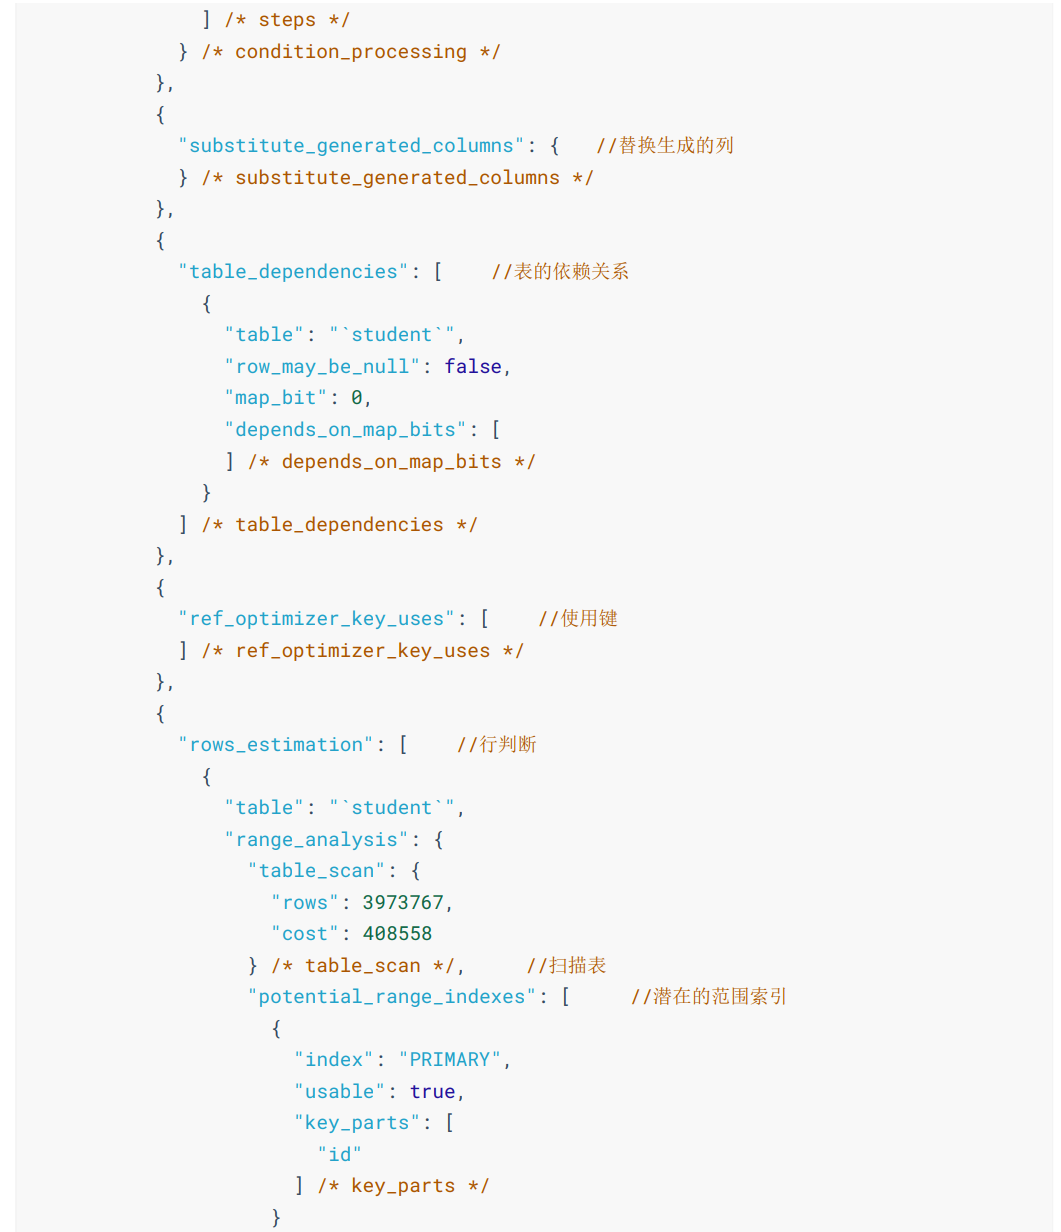 ] /* steps */
} /* condition_processing */
},
{
"substitute_generated_columns": {   //替换生成的列
} /* substitute_generated_columns */
},
{
"table_dependencies": [    //表的依赖关系
{
"table": "`student`",
"row_may_be_null": false,
"map_bit": 0,
"depends_on_map_bits": [
] /* depends_on_map_bits */
}
] /* table_dependencies */
},
{
"ref_optimizer_key_uses": [    //使用键
] /* ref_optimizer_key_uses */
},
{
"rows_estimation": [    //行判断
{
"table": "`student`",
"range_analysis": {
"table_scan": {
"rows": 3973767,
"cost": 408558
} /* table_scan */,     //扫描表
"potential_range_indexes": [     //潜在的范围索引
{
"index": "PRIMARY",
"usable": true,
"key_parts": [
"id"
] /* key_parts */
}